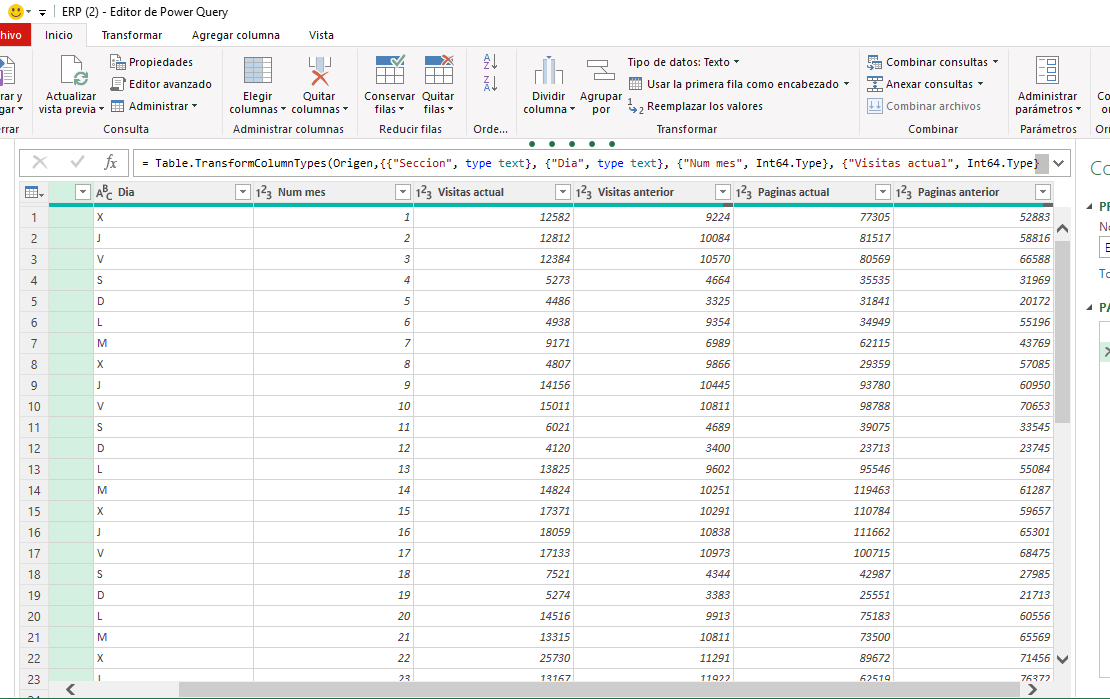 ERP (2) - Editor de Power Query
hivo Inicio Transformar Agregar columna Vista
Actualizar vista previa
Propiedades
Editor avanzado
Administrar
Elegir columnas
Quitar columnas
Conservar filas
Quitar filas
Dividir columna
Agrupar por
Tipo de datos: Texto
Usar la primera fila como encabezado
Reemplazar los valores
Combinar consultas
Anexar consultas
Combinar archivos
Administrar parámetros
Consulta Administrar columnas Reducir filas Orde... Transformar Combinar Parámetros
fx = Table.TransformColumnTypes(Origen,{{"Seccion", type text}, {"Dia", type text}, {"Num mes", Int64.Type}, {"Visitas actual", Int64.Type}
ABC Dia 123 Num mes 123 Visitas actual 123 Visitas anterior 123 Paginas actual 123 Paginas anterior
1 X 1 12582 9224 77305 52883
2 J 2 12812 10084 81517 58816
3 V 3 12384 10570 80569 66588
4 S 4 5273 4664 35535 31969
5 D 5 4486 3325 31841 20172
6 L 6 4938 9354 34949 55196
7 M 7 9171 6989 62115 43769
8 X 8 4807 9866 29359 57085
9 J 9 14156 10445 93780 60950
10 V 10 15011 10811 98788 70653
11 S 11 6021 4689 39075 33545
12 D 12 4120 3400 23713 23745
13 L 13 13825 9602 95546 55084
14 M 14 14824 10251 119463 61287
15 X 15 17371 10291 110784 59657
16 J 16 18059 10838 111662 65301
17 V 17 17133 10973 100715 68475
18 S 18 7521 4344 42987 27985
19 D 19 5274 3383 25551 21713
20 L 20 14516 9913 75183 60556
21 M 21 13315 10811 73500 65569
22 X 22 25730 11291 89672 71456
23 J 23 13167 11922 62519 76372